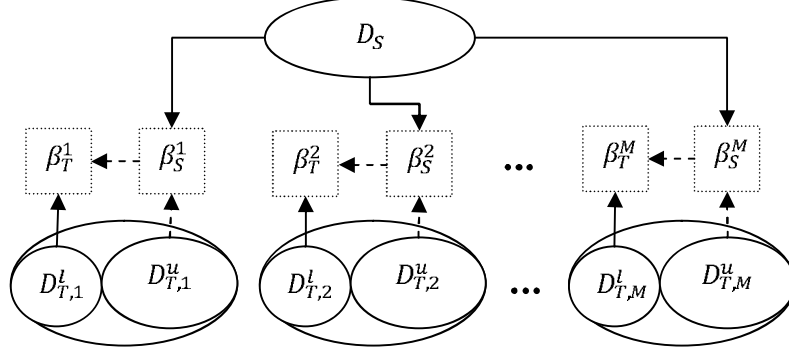 D_S
β_T^1 β_S^1 β_T^2 β_S^2 ... β_T^M β_S^M
D_{T,1}^l D_{T,1}^u D_{T,2}^l D_{T,2}^u ... D_{T,M}^l D_{T,M}^u